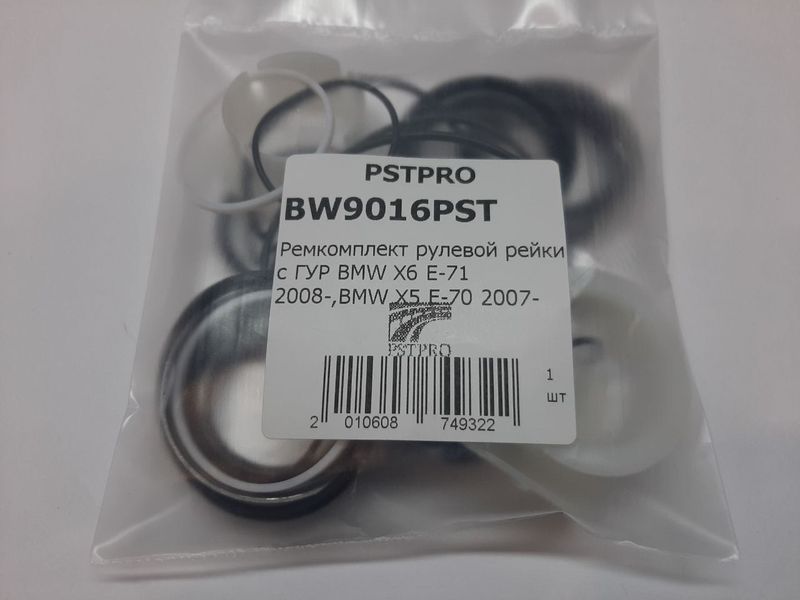 PSTPRO
BW9016PST
Ремкомплект рулевой рейки
с ГУР BMW X6 E-71
2008-,BMW X5 E-70 2007-
PSTPRO
1
шт
2 010608 749322